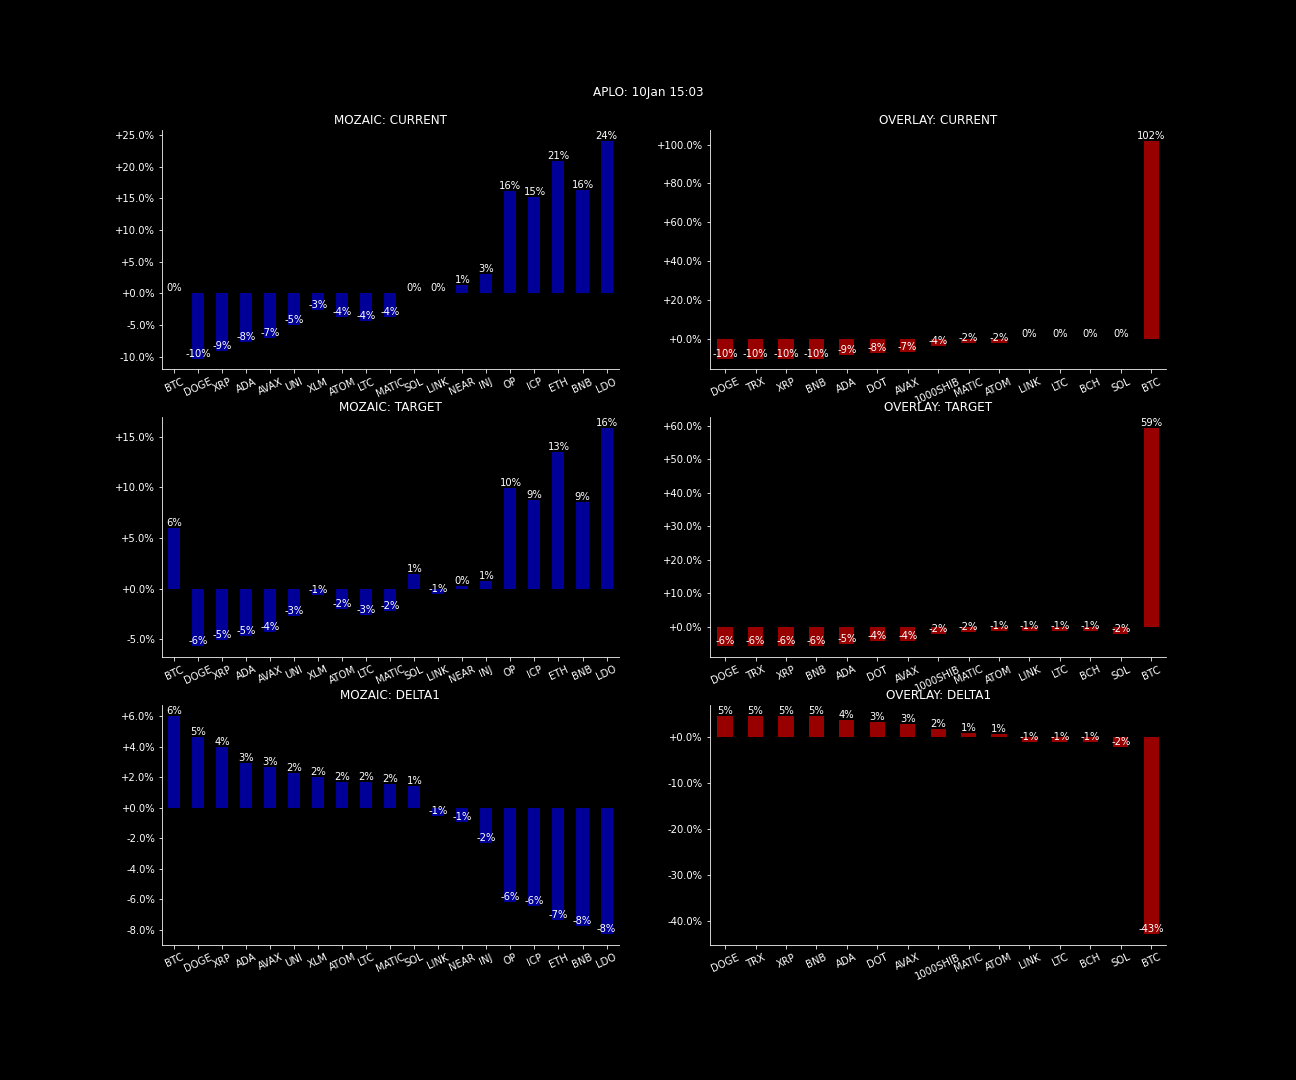 APLO: 10Jan 15:03
MOZAIC: CURRENT
+25.0%
+20.0%
+15.0%
+10.0%
+5.0%
+0.0%
-5.0%
-10.0%
0% -10% -9% -8% -7% -5% -3% -4% -4% -4% 0% 0% 1% 3% 16% 15% 21% 16% 24%
BTC DOGE XRP ADA AVAX UNI XLM ATOM LTC MATIC SOL LINK NEAR INJ OP ICP ETH BNB LDO
OVERLAY: CURRENT
+100.0%
+80.0%
+60.0%
+40.0%
+20.0%
+0.0%
-10% -10% -10% -10% -9% -8% -7% -4% -2% -2% 0% 0% 0% 0% 102%
DOGE TRX XRP BNB ADA DOT AVAX 1000SHIB MATIC ATOM LINK LTC BCH SOL BTC
MOZAIC: TARGET
+15.0%
+10.0%
+5.0%
+0.0%
-5.0%
6% -6% -5% -5% -4% -3% -1% -2% -3% -2% 1% -1% 0% 1% 10% 9% 13% 9% 16%
BTC DOGE XRP ADA AVAX UNI XLM ATOM LTC MATIC SOL LINK NEAR INJ OP ICP ETH BNB LDO
OVERLAY: TARGET
+60.0%
+50.0%
+40.0%
+30.0%
+20.0%
+10.0%
+0.0%
-6% -6% -6% -6% -5% -4% -4% -2% -2% -1% -1% -1% -1% -2% 59%
DOGE TRX XRP BNB ADA DOT AVAX 1000SHIB MATIC ATOM LINK LTC BCH SOL BTC
MOZAIC: DELTA1
+6.0%
+4.0%
+2.0%
+0.0%
-2.0%
-4.0%
-6.0%
-8.0%
6% 5% 4% 3% 3% 2% 2% 2% 2% 2% 1% -1% -1% -2% -6% -6% -7% -8% -8%
BTC DOGE XRP ADA AVAX UNI XLM ATOM LTC MATIC SOL LINK NEAR INJ OP ICP ETH BNB LDO
OVERLAY: DELTA1
+0.0%
-10.0%
-20.0%
-30.0%
-40.0%
5% 5% 5% 5% 4% 3% 3% 2% 1% 1% -1% -1% -1% -2% -43%
DOGE TRX XRP BNB ADA DOT AVAX 1000SHIB MATIC ATOM LINK LTC BCH SOL BTC